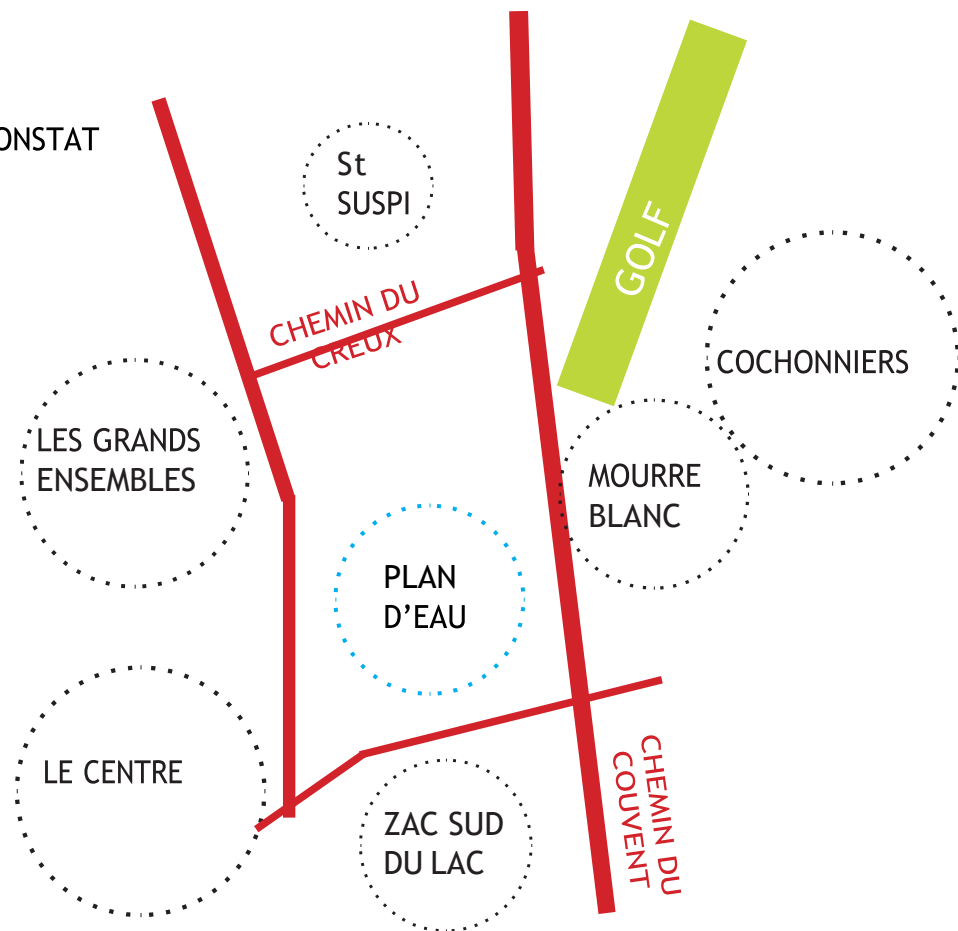 ONSTAT
St
SUSPI
GOLF
CHEMIN DU
CREUX
COCHONNIERS
LES GRANDS
ENSEMBLES
MOURRE
BLANC
PLAN
D’EAU
LE CENTRE
CHEMIN DU
COUVENT
ZAC SUD
DU LAC